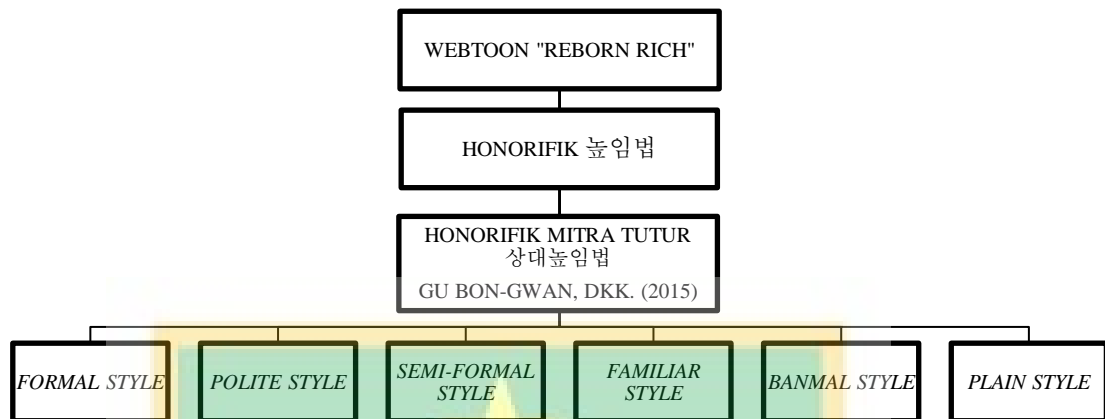 WEBTOON "REBORN RICH"
HONORIFIK 높임법
HONORIFIK MITRA TUTUR
상대높임법
GU BON-GWAN, DKK. (2015)
FORMAL STYLE
POLITE STYLE
SEMI-FORMAL
STYLE
FAMILIAR
STYLE
BANMAL STYLE
PLAIN STYLE